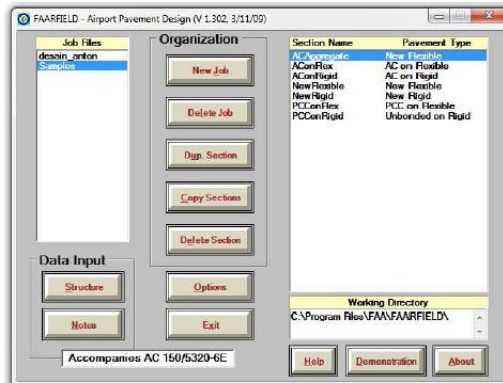 FAARFIELD - Airport Pavement Design (V 1.302, 3/11/09)
Job Files
desain_anton
Samples
Organization
New Job
Delete Job
Dup. Section
Copy Sections
Delete Section
Data Input
Structure
Notes
Options
Exit
Accompanies AC 150/5320-6E
Section Name Pavement Type
ACAggregate New Flexible
AConFlex AC on Flexible
AConRigid AC on Rigid
NewFlexible New Flexible
NewRigid New Rigid
PCConFlex PCC on Flexible
PCConRigid Unbonded on Rigid
Working Directory
C:\Program Files\FAA\FAARFIELD\
Help
Demonstration
About